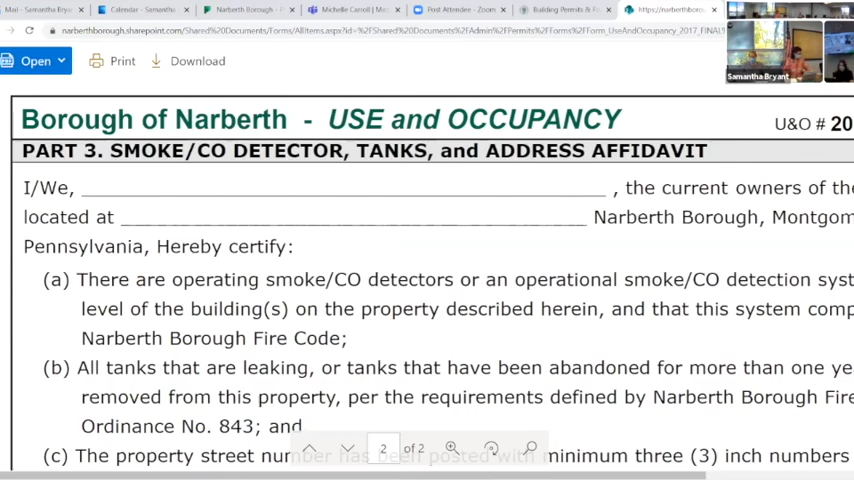 Mail - Samantha Bryan
Calendar - Samantha
Narberth Borough - P
Michelle Carroll | Mic
Post Attendee - Zoom
Building Permits & Fo
https://narberthborou
narberthborough.sharepoint.com/Shared%20Documents/Forms/AllItems.aspx?id=%2FShared%20Documents%2FAdmin%2FPermits%2FForms%2FForm_UseAndOccupancy_2017_FINAL%
Open
Print
Download
Samantha Bryant
Borough of Narberth - USE and OCCUPANCY
U&O # 20
PART 3. SMOKE/CO DETECTOR, TANKS, and ADDRESS AFFIDAVIT
I/We, , the current owners of the
located at Narberth Borough, Montgom
Pennsylvania, Hereby certify:
(a) There are operating smoke/CO detectors or an operational smoke/CO detection syst
level of the building(s) on the property described herein, and that this system comp
Narberth Borough Fire Code;
(b) All tanks that are leaking, or tanks that have been abandoned for more than one yea
removed from this property, per the requirements defined by Narberth Borough Fire
Ordinance No. 843; and
2 of 2
(c) The property street number has been posted with minimum three (3) inch numbers